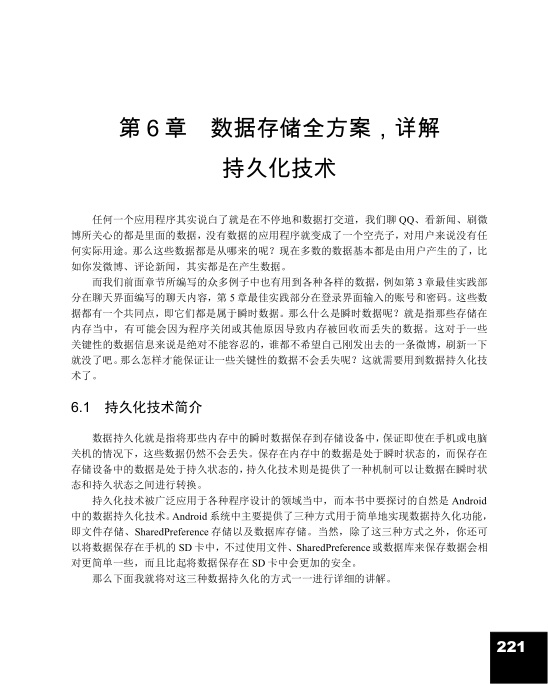 第 6 章　数据存储全方案，详解
持久化技术
任何一个应用程序其实说白了就是在不停地和数据打交道，我们聊 QQ、看新闻、刷微
博所关心的都是里面的数据，没有数据的应用程序就变成了一个空壳子，对用户来说没有任
何实际用途。那么这些数据都是从哪来的呢？现在多数的数据基本都是由用户产生的了，比
如你发微博、评论新闻，其实都是在产生数据。
而我们前面章节所编写的众多例子中也有用到各种各样的数据，例如第 3 章最佳实践部
分在聊天界面编写的聊天内容，第 5 章最佳实践部分在登录界面输入的账号和密码。这些数
据都有一个共同点，即它们都是属于瞬时数据。那么什么是瞬时数据呢？就是指那些存储在
内存当中，有可能会因为程序关闭或其他原因导致内存被回收而丢失的数据。这对于一些
关键性的数据信息来说是绝对不能容忍的，谁都不希望自己刚发出去的一条微博，刷新一下
就没了吧。那么怎样才能保证让一些关键性的数据不会丢失呢？这就需要用到数据持久化技
术了。
6.1　持久化技术简介
数据持久化就是指将那些内存中的瞬时数据保存到存储设备中，保证即使在手机或电脑
关机的情况下，这些数据仍然不会丢失。保存在内存中的数据是处于瞬时状态的，而保存在
存储设备中的数据是处于持久状态的，持久化技术则是提供了一种机制可以让数据在瞬时状
态和持久状态之间进行转换。
持久化技术被广泛应用于各种程序设计的领域当中，而本书中要探讨的自然是 Android
中的数据持久化技术。Android 系统中主要提供了三种方式用于简单地实现数据持久化功能，
即文件存储、SharedPreference 存储以及数据库存储。当然，除了这三种方式之外，你还可
以将数据保存在手机的 SD 卡中，不过使用文件、SharedPreference 或数据库来保存数据会相
对更简单一些，而且比起将数据保存在 SD 卡中会更加的安全。
那么下面我就将对这三种数据持久化的方式一一进行详细的讲解。
221